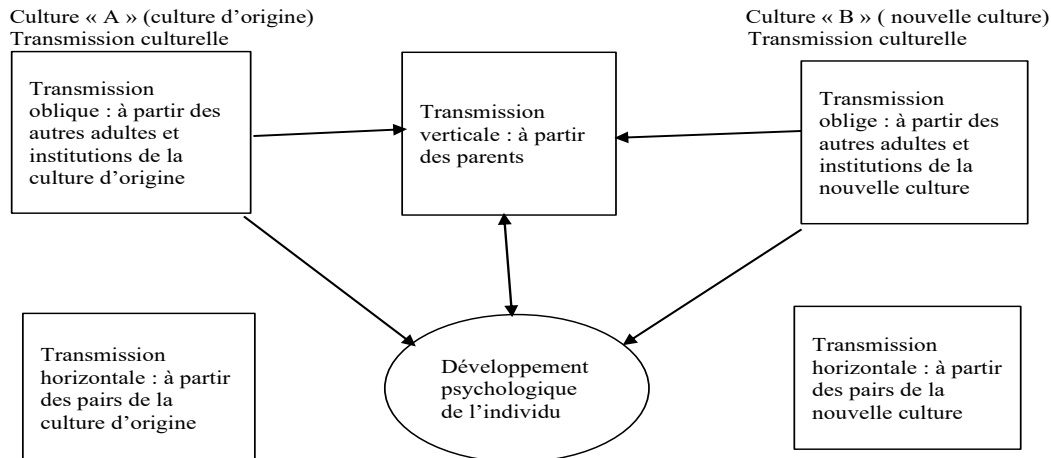 Culture « A » (culture d’origine)
Transmission culturelle
Culture « B » ( nouvelle culture)
Transmission culturelle
Transmission
oblique : à partir des
autres adultes et
institutions de la
culture d’origine
Transmission
verticale : à partir
des parents
Transmission
oblige : à partir des
autres adultes et
institutions de la
nouvelle culture
Transmission
horizontale : à partir
des pairs de la
culture d’origine
Développement
psychologique
de l’individu
Transmission
horizontale : à partir
des pairs de la
nouvelle culture